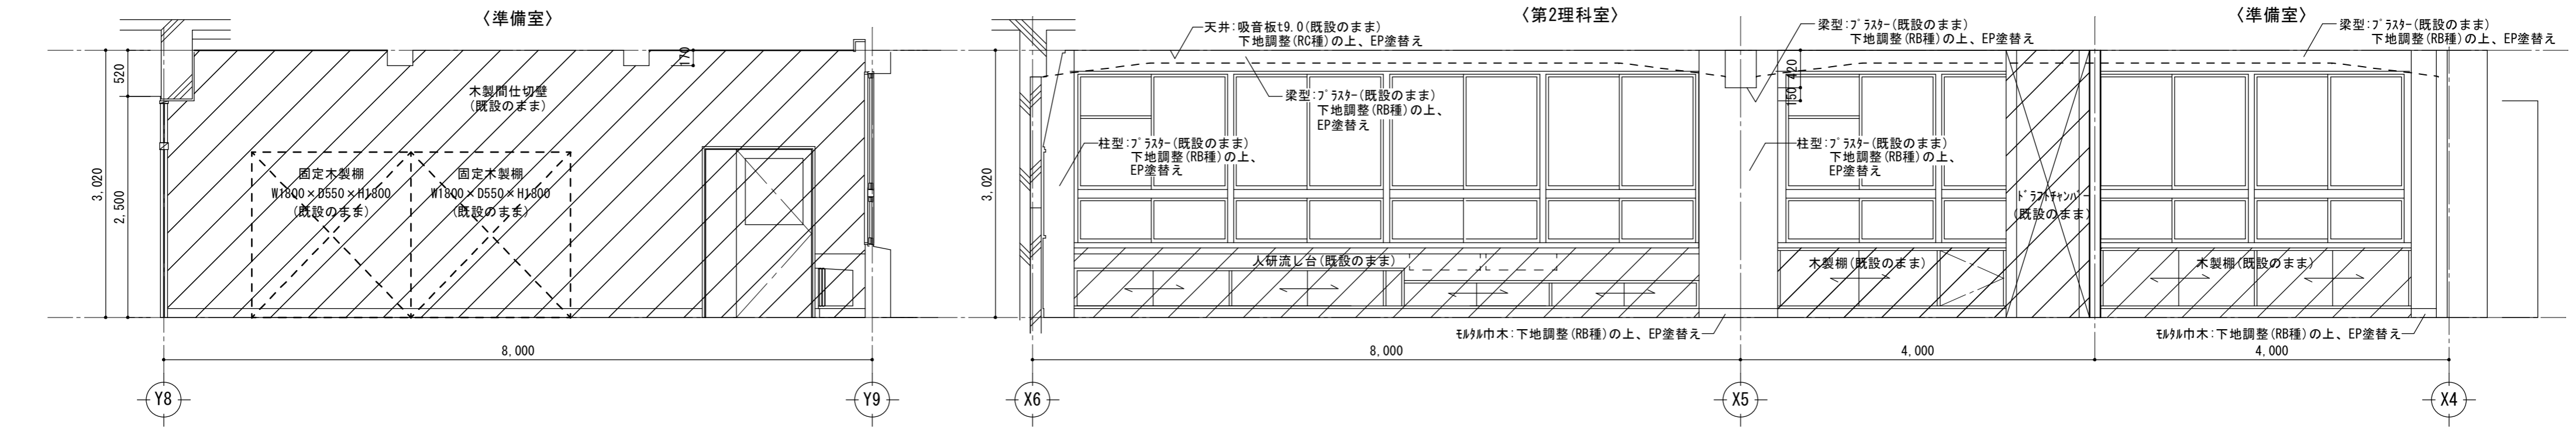 〈準備室〉
520
3,020
2,500
170
木製間仕切壁
(既設のまま)
固定木製棚
W1800×D550×H1800
(既設のまま)
固定木製棚
W1800×D550×H1800
(既設のまま)
8,000
Y8
Y9
〈第2理科室〉
〈準備室〉
天井:吸音板t9.0(既設のまま)
下地調整(RC種)の上、EP塗替え
梁型:プラスター(既設のまま)
下地調整(RB種)の上、EP塗替え
梁型:プラスター(既設のまま)
下地調整(RB種)の上、EP塗替え
梁型:プラスター(既設のまま)
下地調整(RB種)の上、
EP塗替え
420
150
3,020
柱型:プラスター(既設のまま)
下地調整(RB種)の上、
EP塗替え
柱型:プラスター(既設のまま)
下地調整(RB種)の上、
EP塗替え
ドラフトチャンバー
(既設のまま)
人研流し台(既設のまま)
木製棚(既設のまま)
木製棚(既設のまま)
モルタル巾木:下地調整(RB種)の上、EP塗替え
モルタル巾木:下地調整(RB種)の上、EP塗替え
8,000
4,000
4,000
X6
X5
X4